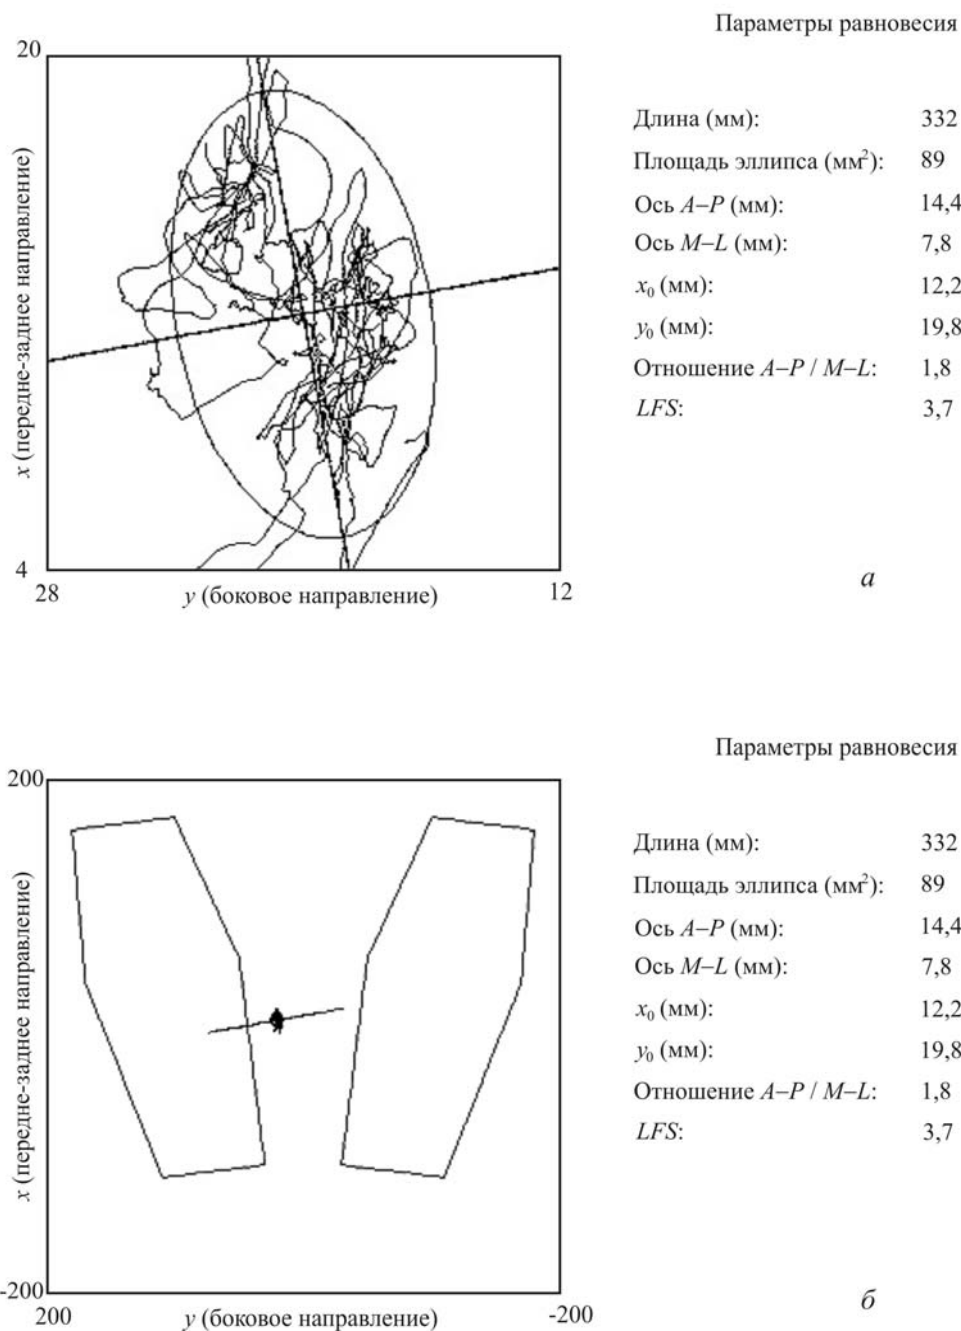 Параметры равновесия
20
Длина (мм): 332
Площадь эллипса (мм²): 89
Ось A–P (мм): 14,4
Ось M–L (мм): 7,8
x₀ (мм): 12,2
y₀ (мм): 19,8
Отношение A–P / M–L: 1,8
LFS: 3,7
x (передне-заднее направление)
4
28
y (боковое направление)
12
а
Параметры равновесия
200
Длина (мм): 332
Площадь эллипса (мм²): 89
Ось A–P (мм): 14,4
Ось M–L (мм): 7,8
x₀ (мм): 12,2
y₀ (мм): 19,8
Отношение A–P / M–L: 1,8
LFS: 3,7
x (передне-заднее направление)
-200
200
y (боковое направление)
-200
б